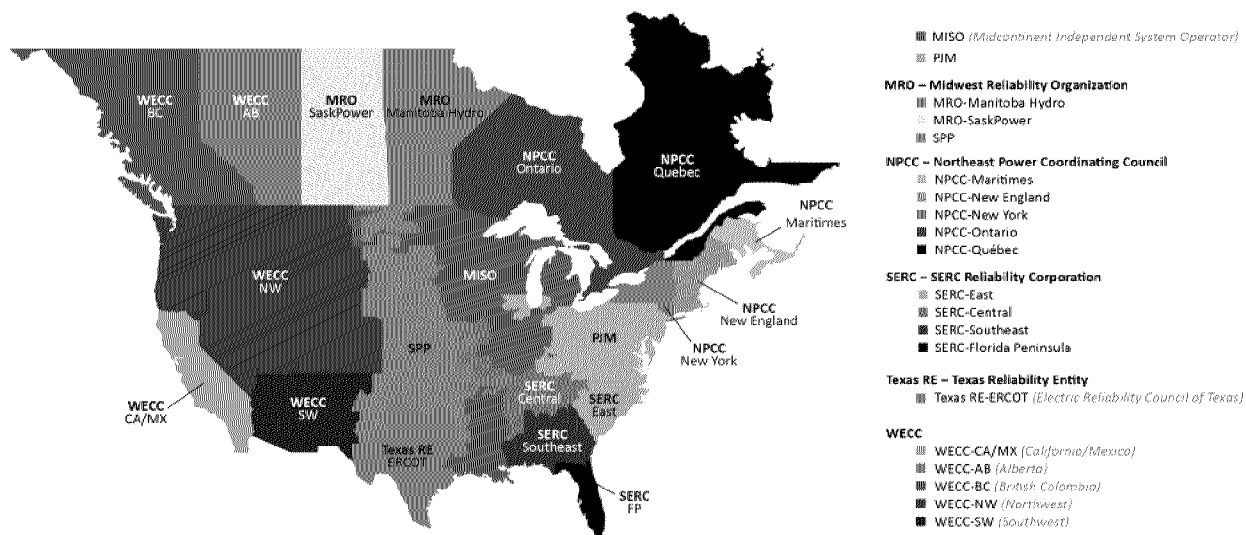 WECC
BC
WECC
AB
MRO
SaskPower
MRO
Manitoba Hydro
NPCC
Ontario
NPCC
Quebec
NPCC
Maritimes
WECC
NW
MISO
NPCC
New England
NPCC
New York
PJM
SPP
WECC
CA/MX
WECC
SW
SERC
Central
SERC
East
SERC
Southeast
Texas RE
ERCOT
SERC
FP
MISO (Midcontinent Independent System Operator)
PJM
MRO – Midwest Reliability Organization
MRO-Manitoba Hydro
MRO-SaskPower
SPP
NPCC – Northeast Power Coordinating Council
NPCC-Maritimes
NPCC-New England
NPCC-New York
NPCC-Ontario
NPCC-Québec
SERC – SERC Reliability Corporation
SERC-East
SERC-Central
SERC-Southeast
SERC-Florida Peninsula
Texas RE – Texas Reliability Entity
Texas RE-ERCOT (Electric Reliability Council of Texas)
WECC
WECC-CA/MX (California/Mexico)
WECC-AB (Alberta)
WECC-BC (British Colombia)
WECC-NW (Northwest)
WECC-SW (Southwest)